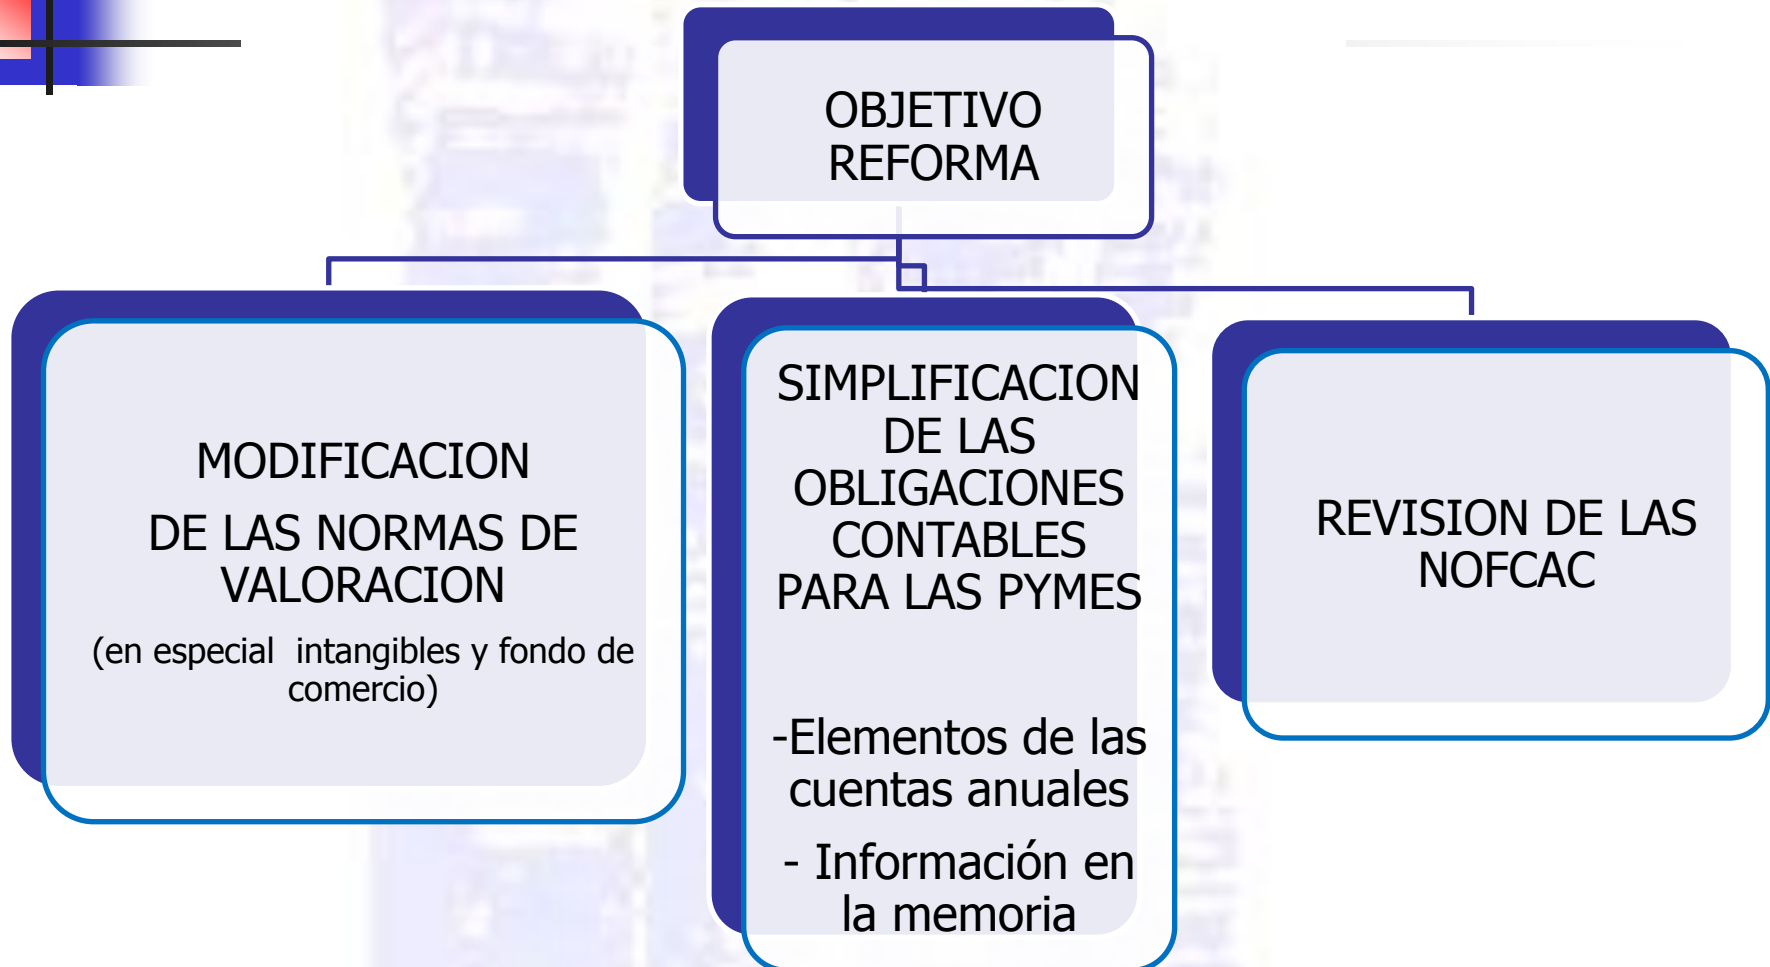 OBJETIVO
REFORMA
MODIFICACION
DE LAS NORMAS DE
VALORACION
(en especial  intangibles y fondo de
comercio)
SIMPLIFICACION
DE LAS
OBLIGACIONES
CONTABLES
PARA LAS PYMES
-Elementos de las
cuentas anuales
- Información en
la memoria
REVISION DE LAS
NOFCAC